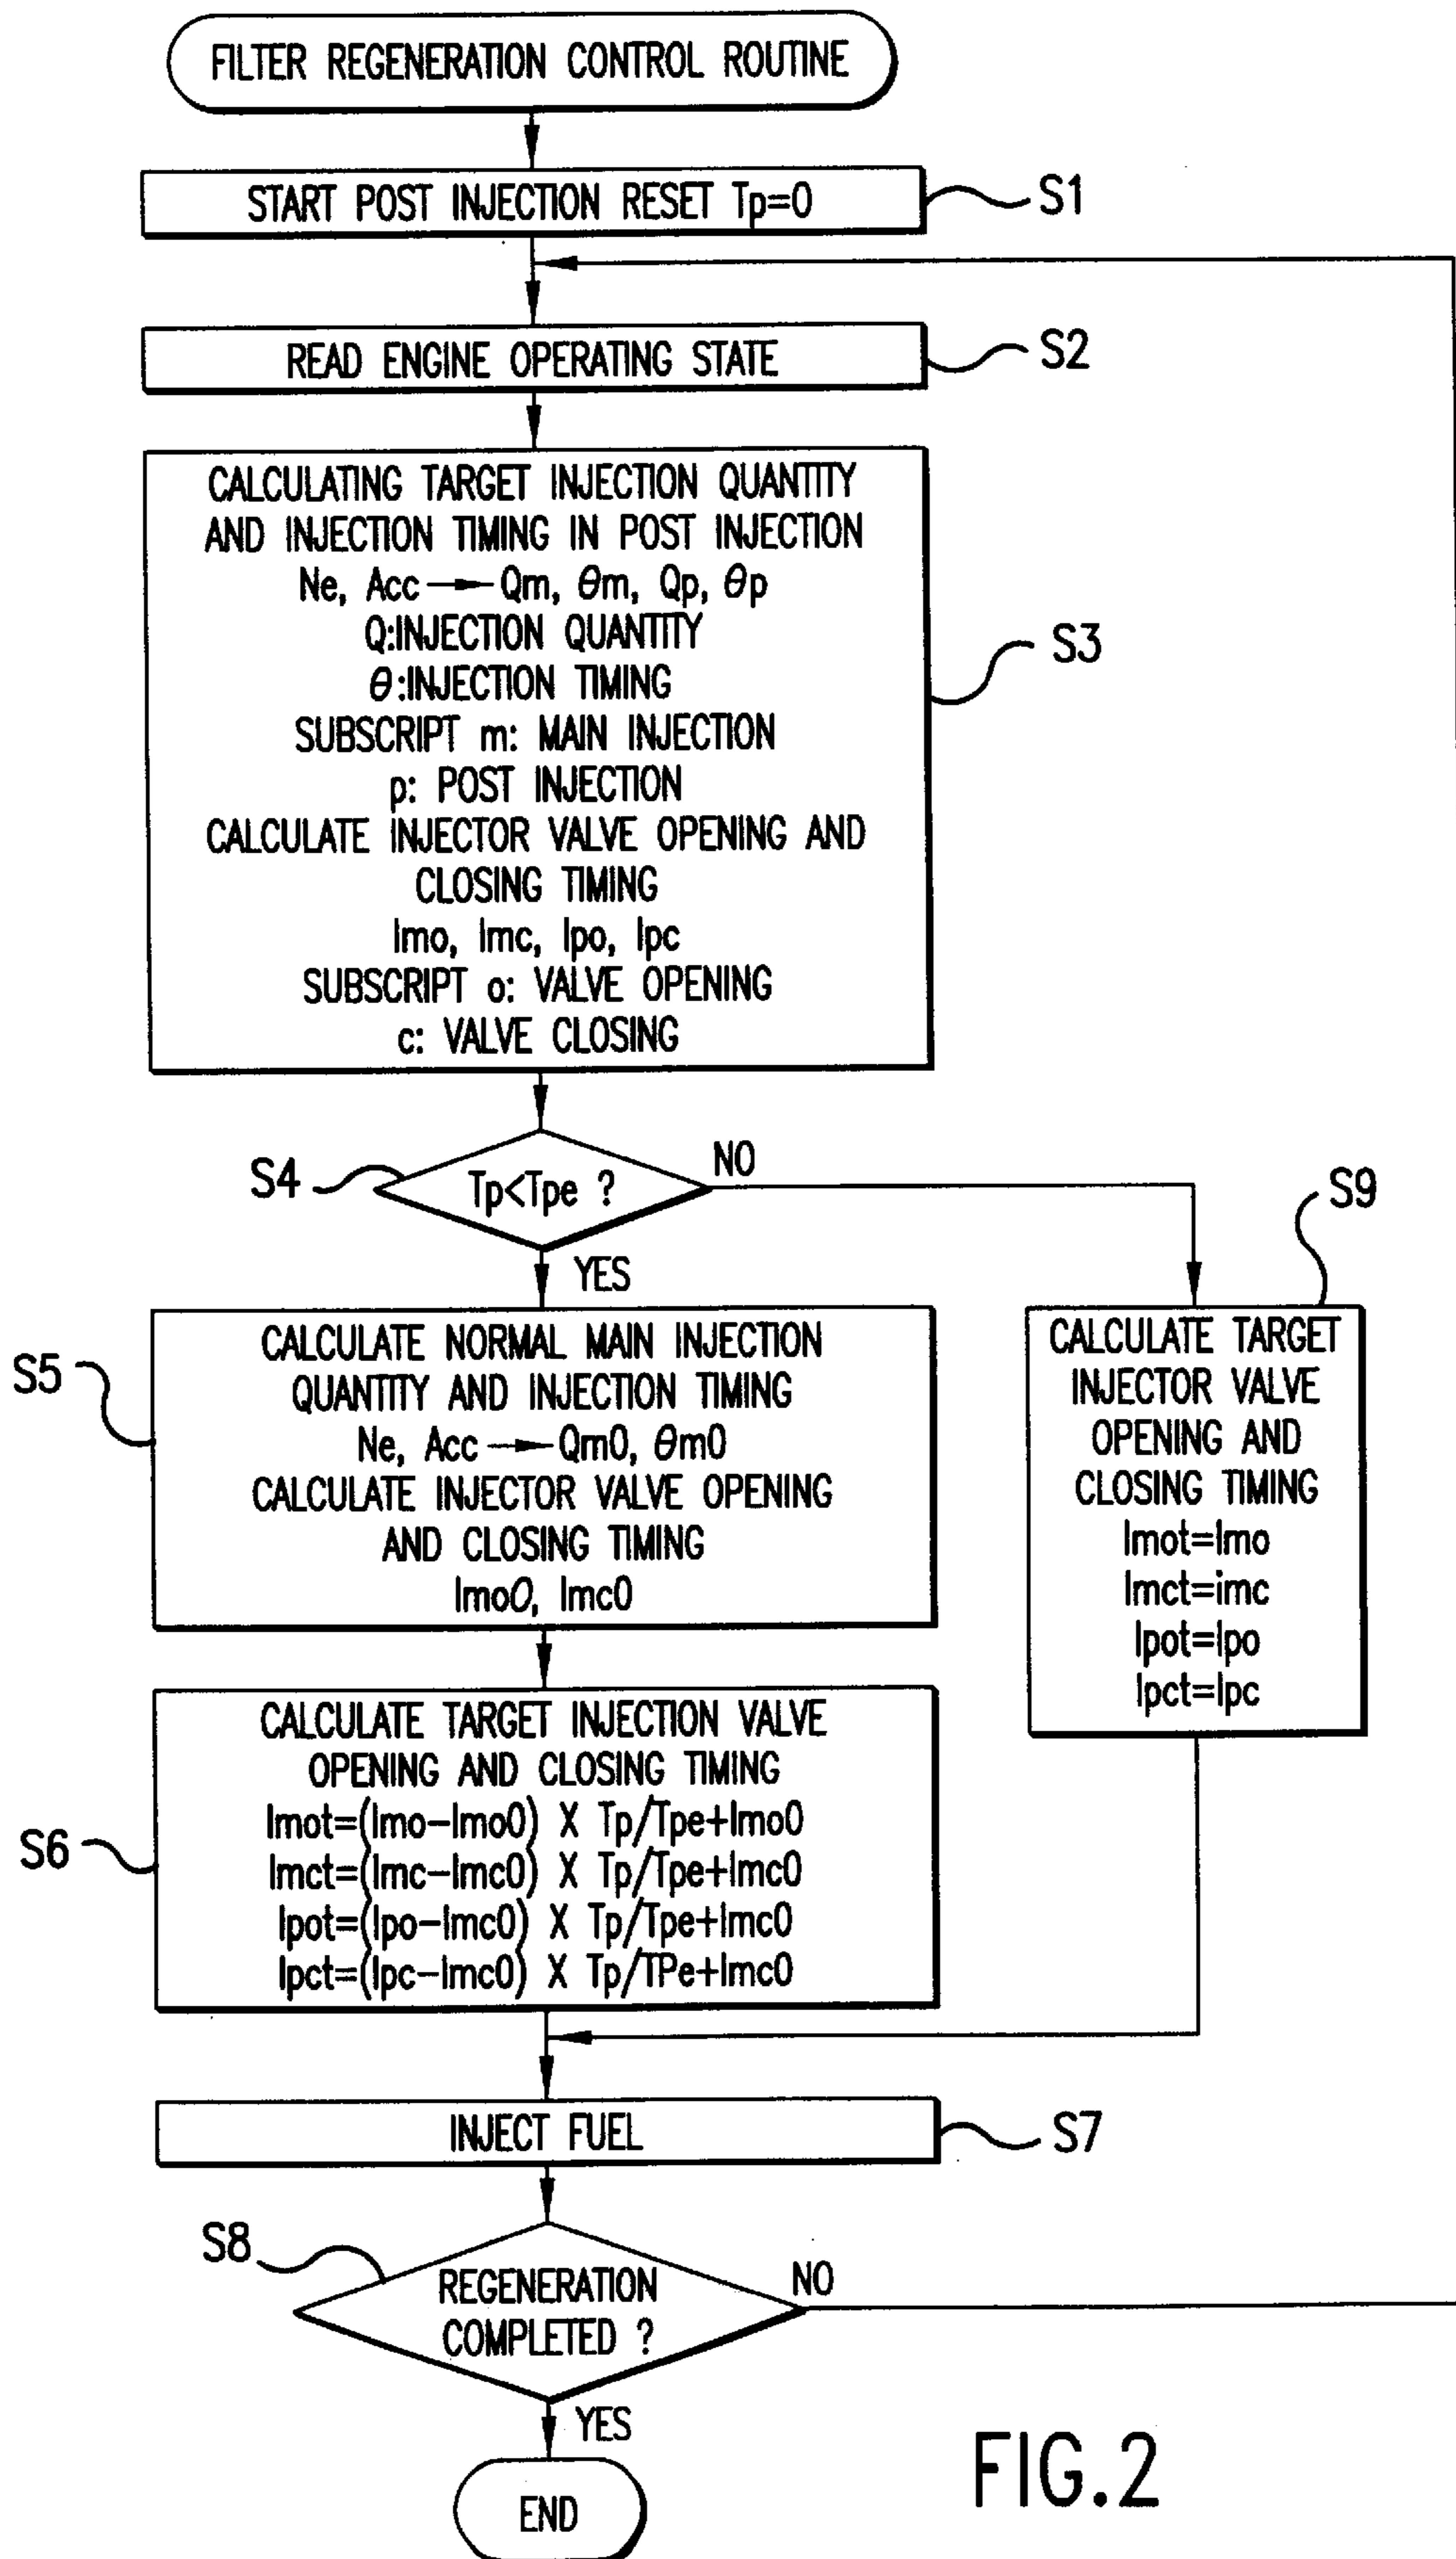 FILTER REGENERATION CONTROL ROUTINE
START POST INJECTION RESET Tp=0
S1
READ ENGINE OPERATING STATE
S2
CALCULATING TARGET INJECTION QUANTITY
AND INJECTION TIMING IN POST INJECTION
Ne, Acc → Qm, θm, Qp, θp
Q:INJECTION QUANTITY
θ:INJECTION TIMING
SUBSCRIPT m: MAIN INJECTION
p: POST INJECTION
CALCULATE INJECTOR VALVE OPENING AND
CLOSING TIMING
Imo, Imc, Ipo, Ipc
SUBSCRIPT o: VALVE OPENING
c: VALVE CLOSING
S3
S4
Tp<Tpe ?
NO
YES
S5
CALCULATE NORMAL MAIN INJECTION
QUANTITY AND INJECTION TIMING
Ne, Acc → Qm0, θm0
CALCULATE INJECTOR VALVE OPENING
AND CLOSING TIMING
Imo0, Imc0
S9
CALCULATE TARGET
INJECTOR VALVE
OPENING AND
CLOSING TIMING
Imot=Imo
Imct=imc
Ipot=Ipo
Ipct=Ipc
S6
CALCULATE TARGET INJECTION VALVE
OPENING AND CLOSING TIMING
Imot=(Imo-Imo0) X Tp/Tpe+Imo0
Imct=(Imc-Imc0) X Tp/Tpe+Imc0
Ipot=(Ipo-Imc0) X Tp/Tpe+Imc0
Ipct=(Ipc-Imc0) X Tp/TPe+Imc0
INJECT FUEL
S7
S8
REGENERATION
COMPLETED ?
NO
YES
END
FIG.2